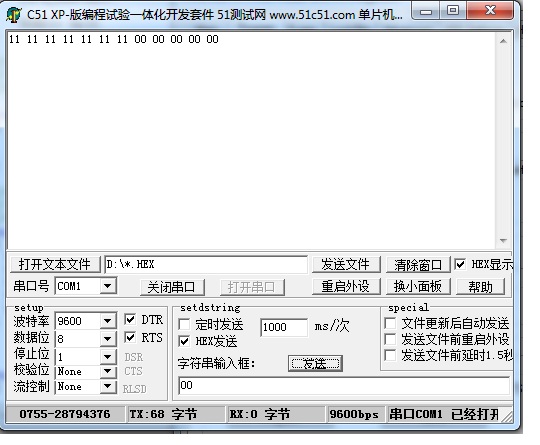 C51 XP-版编程试验一体化开发套件 51测试网 www.51c51.com 单片机...
11 11 11 11 11 11 11 00 00 00 00 00
打开文本文件 D:\*.HEX 发送文件 清除窗口 HEX显示
串口号 COM1 关闭串口 打开串口 重启外设 换小面板 帮助
setup setdstring special
波特率 9600 DTR 定时发送 1000 ms/次 文件更新后自动发送
数据位 8 RTS HEX发送 发送文件前重启外设
停止位 1 DSR 发送文件前延时1.5秒
校验位 None CTS 字符串输入框: 发送
流控制 None RLSD 00
0755-28794376 TX:68 字节 RX:0 字节 9600bps 串口COM1 已经打开